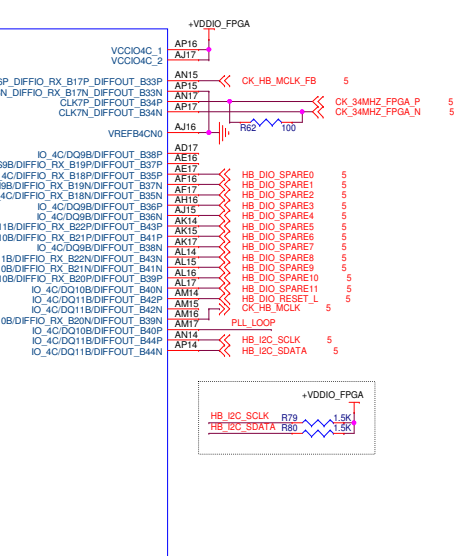 +VDDIO_FPGA
VCCIO4C_1 AP16
VCCIO4C_2 AJ17
6P_DIFFIO_RX_B17P_DIFFOUT_B33P AN15 CK_HB_MCLK_FB 5
N_DIFFIO_RX_B17N_DIFFOUT_B33N AP15
CLK7P_DIFFOUT_B34P AN17 CK_34MHZ_FPGA_P 5
CLK7N_DIFFOUT_B34N AP17 CK_34MHZ_FPGA_N 5
VREFB4CN0 AJ16 R62 100
IO_4C/DQ9B/DIFFOUT_B38P AD17
S9B/DIFFIO_RX_B19P/DIFFOUT_B37P AE16
4C/DIFFIO_RX_B18P/DIFFOUT_B35P AE17 HB_DIO_SPARE0 5
9B/DIFFIO_RX_B19N/DIFFOUT_B37N AF16 HB_DIO_SPARE1 5
4C/DIFFIO_RX_B18N/DIFFOUT_B35N AF17 HB_DIO_SPARE2 5
IO_4C/DQ9B/DIFFOUT_B36P AH16 HB_DIO_SPARE3 5
IO_4C/DQ9B/DIFFOUT_B36N AJ15 HB_DIO_SPARE4 5
11B/DIFFIO_RX_B22P/DIFFOUT_B43P AK14 HB_DIO_SPARE5 5
10B/DIFFIO_RX_B21P/DIFFOUT_B41P AK15 HB_DIO_SPARE6 5
IO_4C/DQ9B/DIFFOUT_B38N AK17 HB_DIO_SPARE7 5
1B/DIFFIO_RX_B22N/DIFFOUT_B43N AL14 HB_DIO_SPARE8 5
0B/DIFFIO_RX_B21N/DIFFOUT_B41N AL15 HB_DIO_SPARE9 5
10B/DIFFIO_RX_B20P/DIFFOUT_B39P AL16 HB_DIO_SPARE10 5
IO_4C/DQ10B/DIFFOUT_B40N AL17 HB_DIO_SPARE11 5
IO_4C/DQ11B/DIFFOUT_B42P AM14 HB_DIO_RESET_L 5
IO_4C/DQ11B/DIFFOUT_B42N AM15 CK_HB_MCLK 5
0B/DIFFIO_RX_B20N/DIFFOUT_B39N AM16
IO_4C/DQ10B/DIFFOUT_B40P AM17 PLL_LOOP
IO_4C/DQ11B/DIFFOUT_B44P AN14 HB_I2C_SCLK 5
IO_4C/DQ11B/DIFFOUT_B44N AP14 HB_I2C_SDATA 5
+VDDIO_FPGA
HB_I2C_SCLK R79 1.5K
HB_I2C_SDATA R80 1.5K